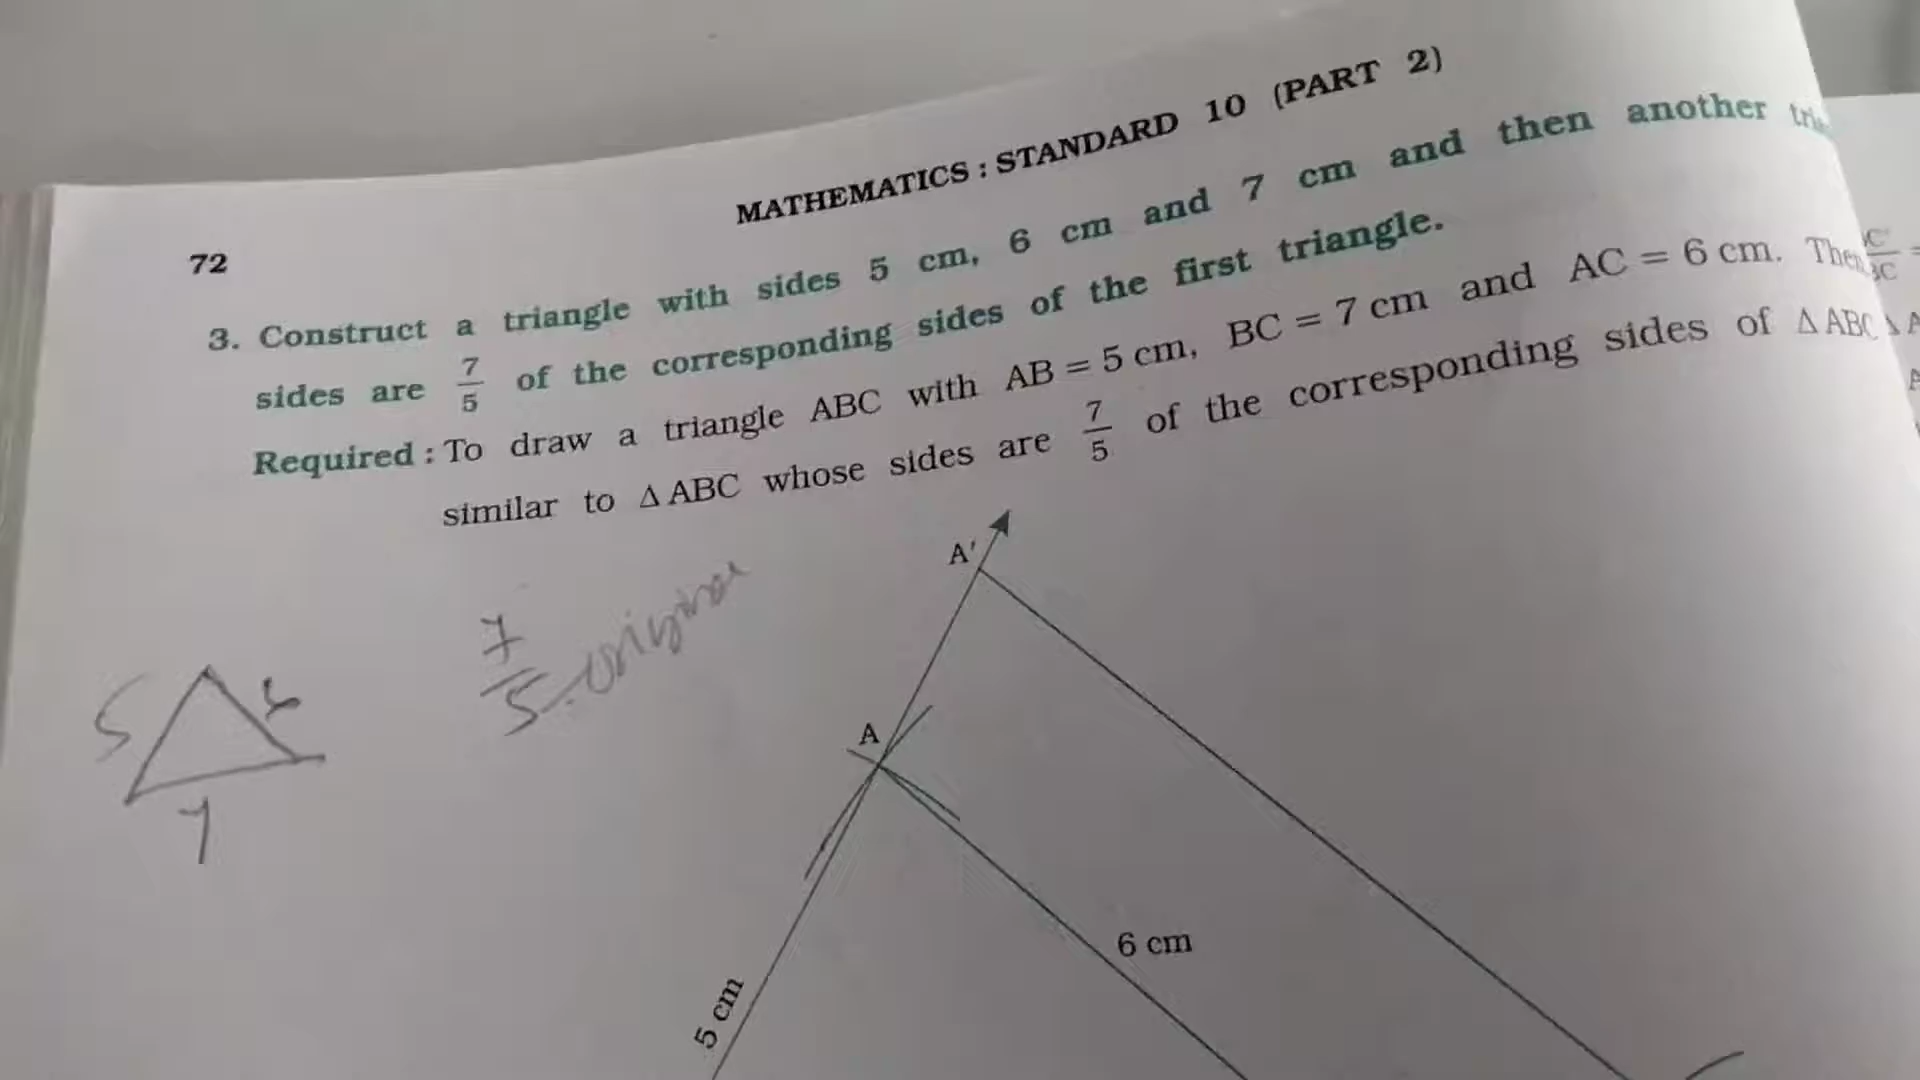 MATHEMATICS : STANDARD 10 (PART 2)
72
3. Construct a triangle with sides 5 cm, 6 cm and 7 cm and then another
sides are 7/5 of the corresponding sides of the first triangle.
Required : To draw a triangle ABC with AB = 5 cm, BC = 7 cm and AC = 6 cm. Then
similar to Δ ABC whose sides are 7/5 of the corresponding sides of Δ ABC
7/5 original
5
6
7
A'
A
6 cm
5 cm